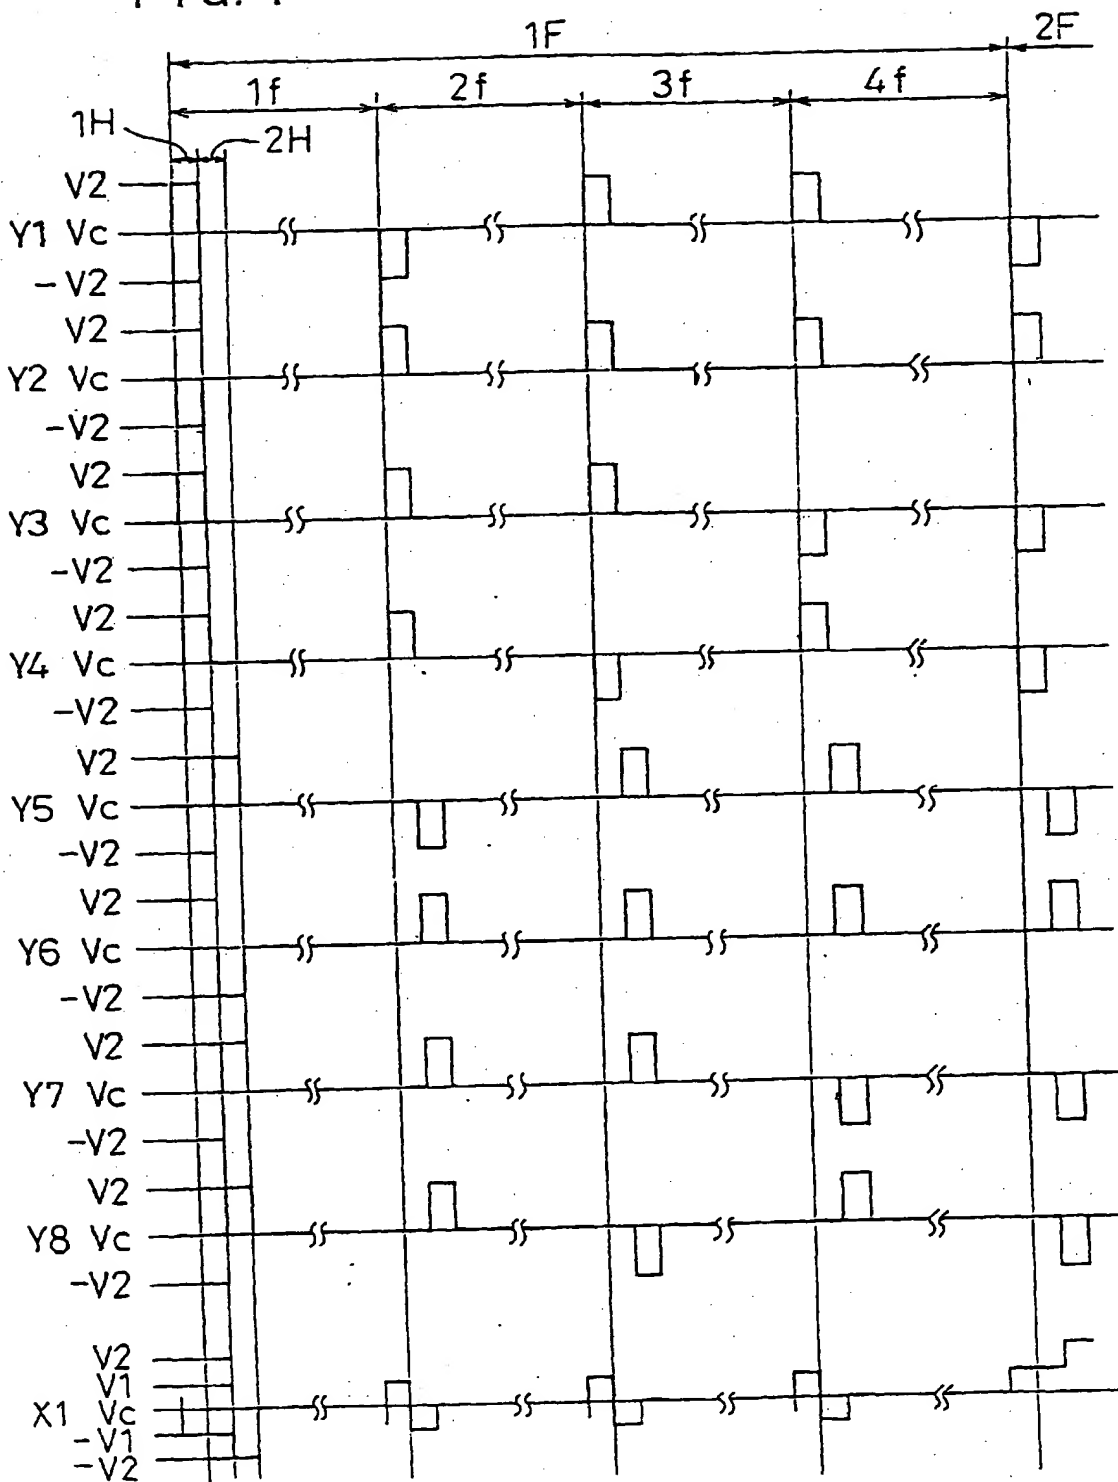 1F 2F
1f 2f 3f 4f
1H 2H
V2
Y1 Vc
-V2
V2
Y2 Vc
-V2
V2
Y3 Vc
-V2
V2
Y4 Vc
-V2
V2
Y5 Vc
-V2
V2
Y6 Vc
-V2
V2
Y7 Vc
-V2
V2
Y8 Vc
-V2
V2
V1
X1 Vc
-V1
-V2